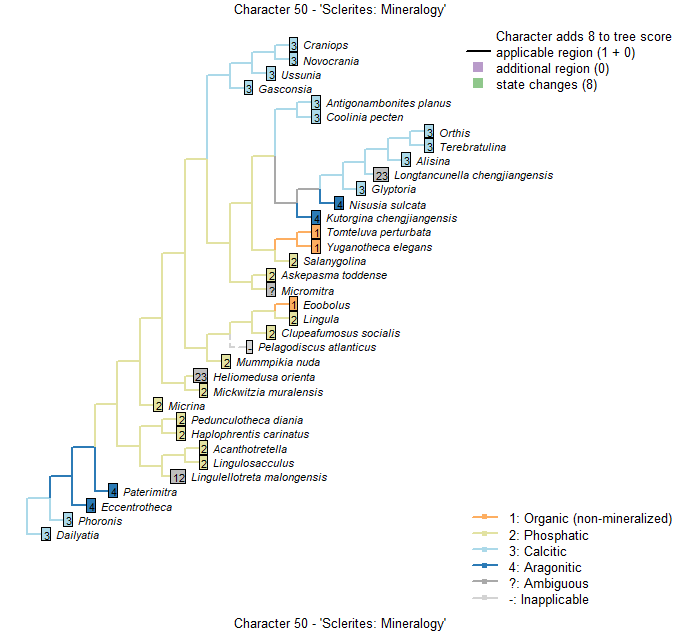 Character 50 - 'Sclerites: Mineralogy'
Character adds 8 to tree score
applicable region (1 + 0)
additional region (0)
state changes (8)
3 Craniops
3 Novocrania
3 Ussunia
3 Gasconsia
3 Antigonambonites planus
3 Coolinia pecten
3 Orthis
3 Terebratulina
3 Alisina
23 Longtancunella chengjiangensis
3 Glyptoria
4 Nisusia sulcata
4 Kutorgina chengjiangensis
1 Tomteluva perturbata
1 Yuganotheca elegans
2 Salanygolina
2 Askepasma toddense
? Micromitra
1 Eoobolus
2 Lingula
2 Clupeafumosus socialis
- Pelagodiscus atlanticus
2 Mummpikia nuda
23 Heliomedusa orienta
2 Mickwitzia muralensis
2 Micrina
2 Pedunculotheca diania
2 Haplophrentis carinatus
2 Acanthotretella
2 Lingulosacculus
12 Lingulellotreta malongensis
4 Paterimitra
4 Eccentrotheca
3 Phoronis
3 Dailyatia
1: Organic (non-mineralized)
2: Phosphatic
3: Calcitic
4: Aragonitic
?: Ambiguous
-: Inapplicable
Character 50 - 'Sclerites: Mineralogy'